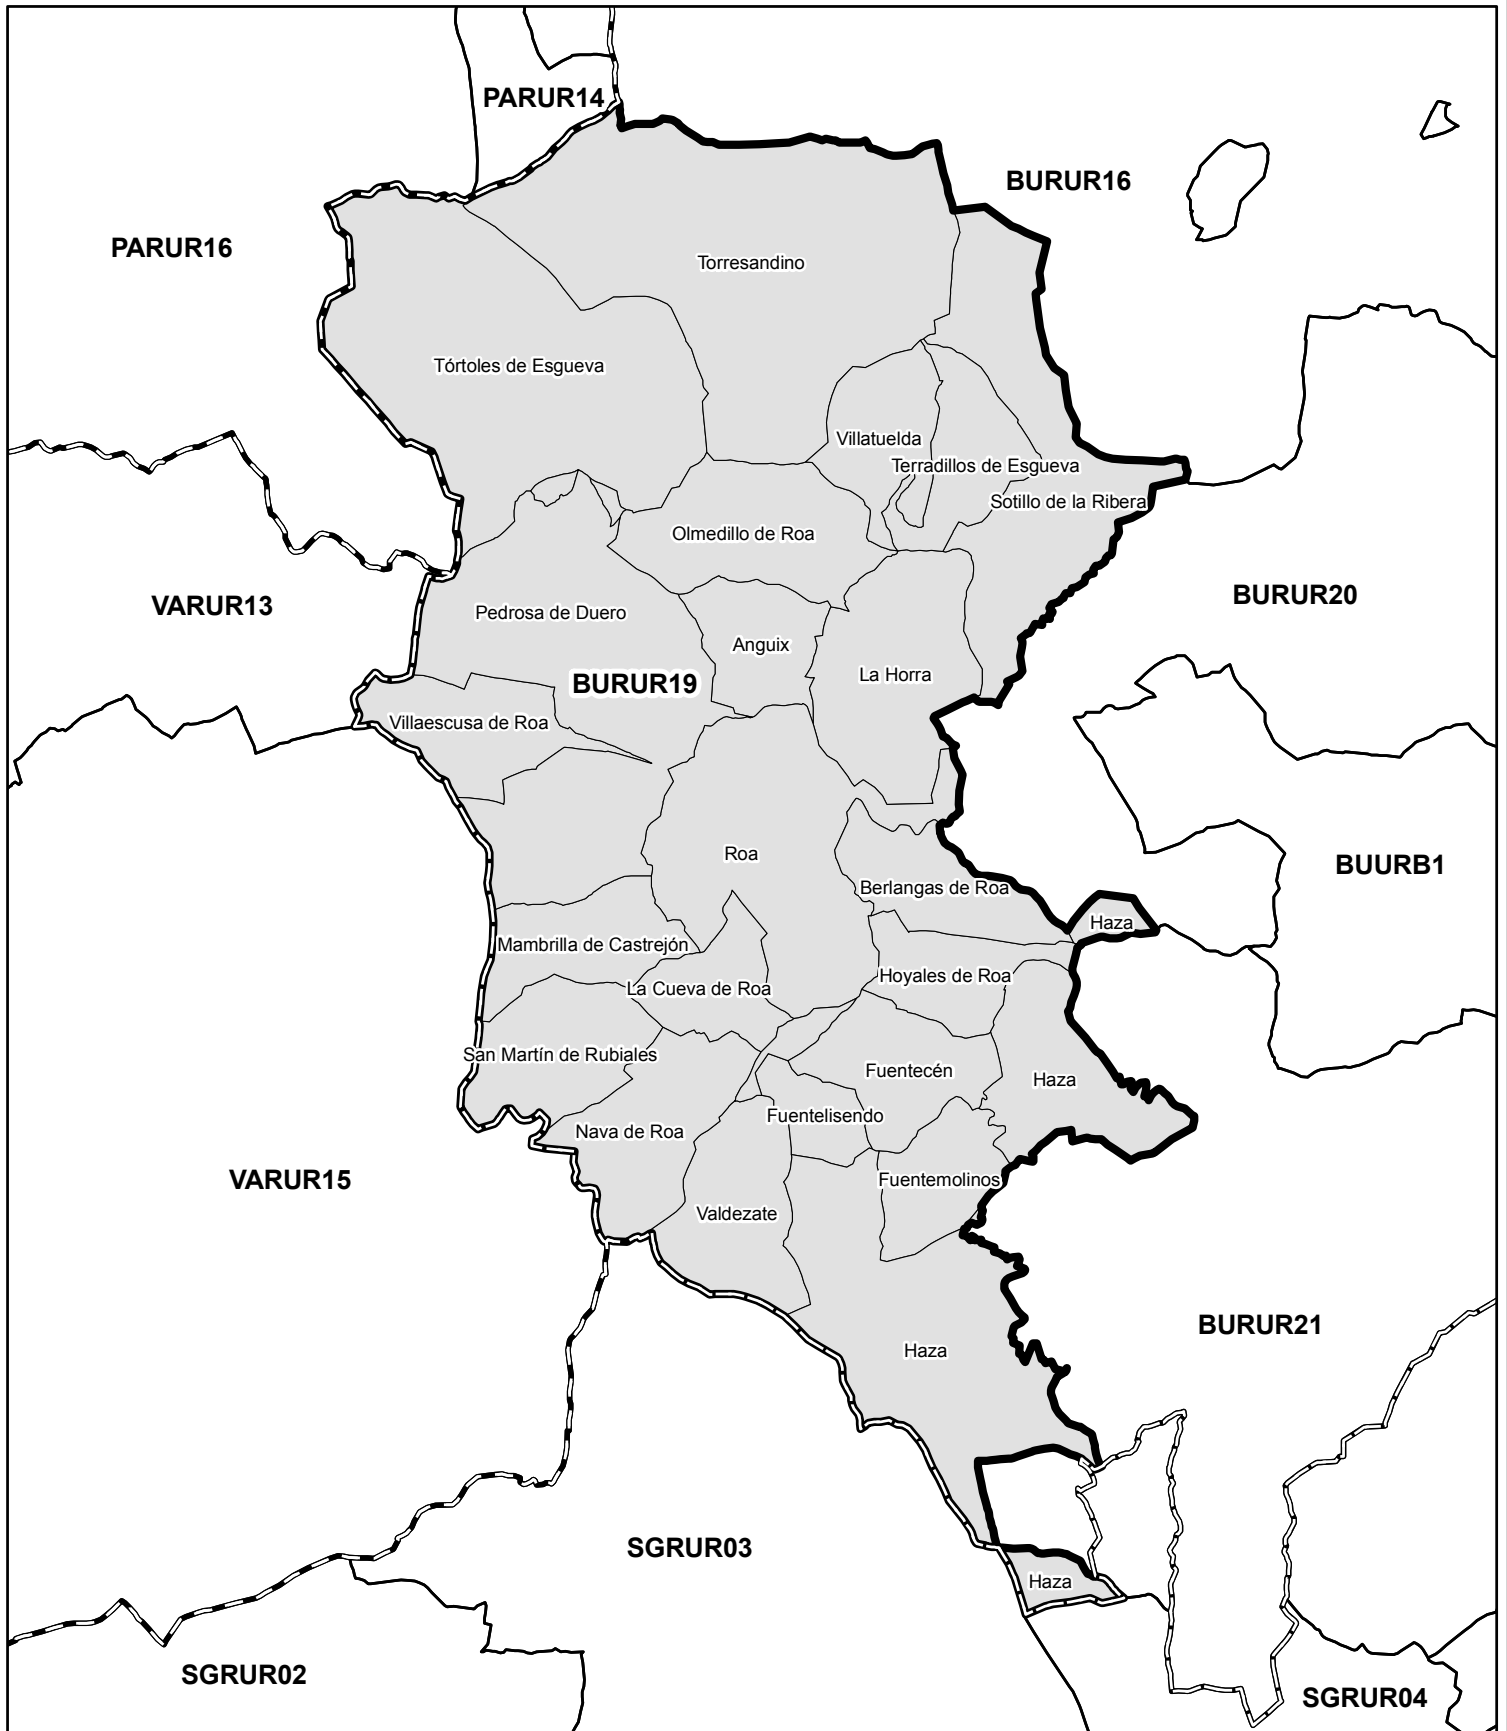 PARUR14
BURUR16
PARUR16
Torresandino
Tórtoles de Esgueva
Villatuelda
Terradillos de Esgueva
Sotillo de la Ribera
Olmedillo de Roa
BURUR20
VARUR13
Pedrosa de Duero
Anguix
La Horra
BURUR19
Villaescusa de Roa
Roa
BUURB1
Berlangas de Roa
Haza
Mambrilla de Castrejón
Hoyales de Roa
La Cueva de Roa
San Martín de Rubiales
Fuentecén
Haza
Fuentelisendo
Nava de Roa
VARUR15
Fuentemolinos
Valdezate
BURUR21
Haza
SGRUR03
Haza
SGRUR02
SGRUR04